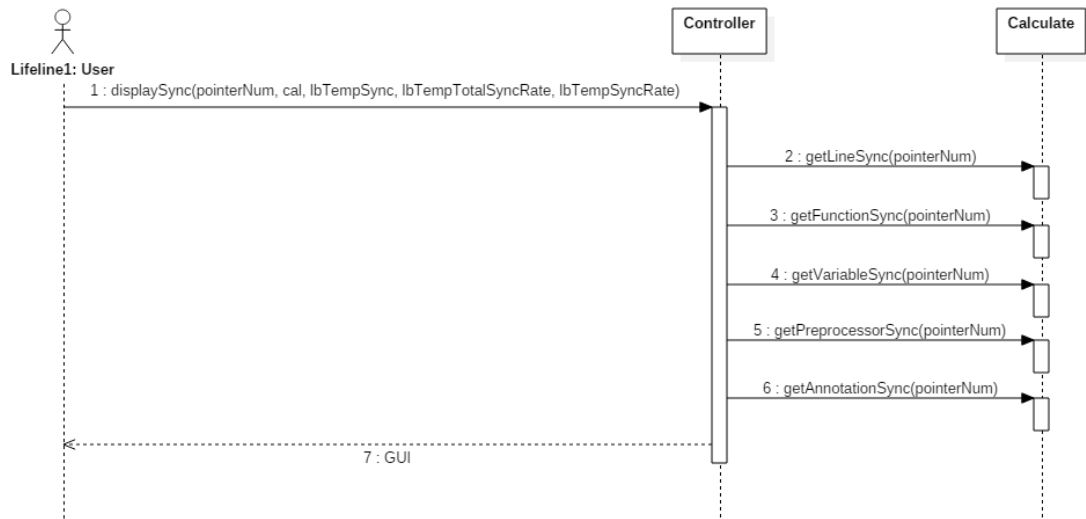 Controller
Calculate
Lifeline1: User
1 : displaySync(pointerNum, cal, lbTempSync, lbTempTotalSyncRate, lbTempSyncRate)
2 : getLineSync(pointerNum)
3 : getFunctionSync(pointerNum)
4 : getVariableSync(pointerNum)
5 : getPreprocessorSync(pointerNum)
6 : getAnnotationSync(pointerNum)
7 : GUI